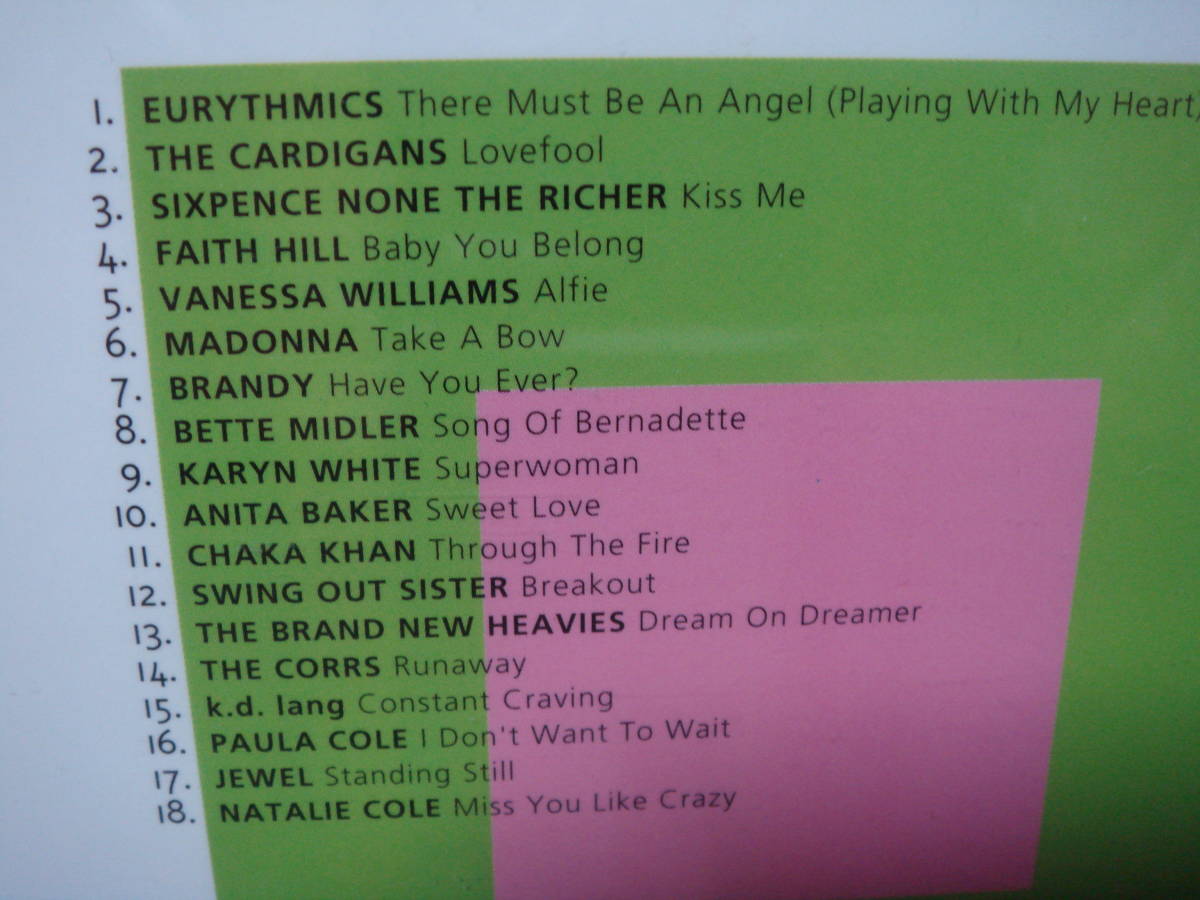 1. EURYTHMICS There Must Be An Angel (Playing With My Heart)
2. THE CARDIGANS Lovefool
3. SIXPENCE NONE THE RICHER Kiss Me
4. FAITH HILL Baby You Belong
5. VANESSA WILLIAMS Alfie
6. MADONNA Take A Bow
7. BRANDY Have You Ever?
8. BETTE MIDLER Song Of Bernadette
9. KARYN WHITE Superwoman
10. ANITA BAKER Sweet Love
11. CHAKA KHAN Through The Fire
12. SWING OUT SISTER Breakout
13. THE BRAND NEW HEAVIES Dream On Dreamer
14. THE CORRS Runaway
15. k.d. lang Constant Craving
16. PAULA COLE I Don't Want To Wait
17. JEWEL Standing Still
18. NATALIE COLE Miss You Like Crazy